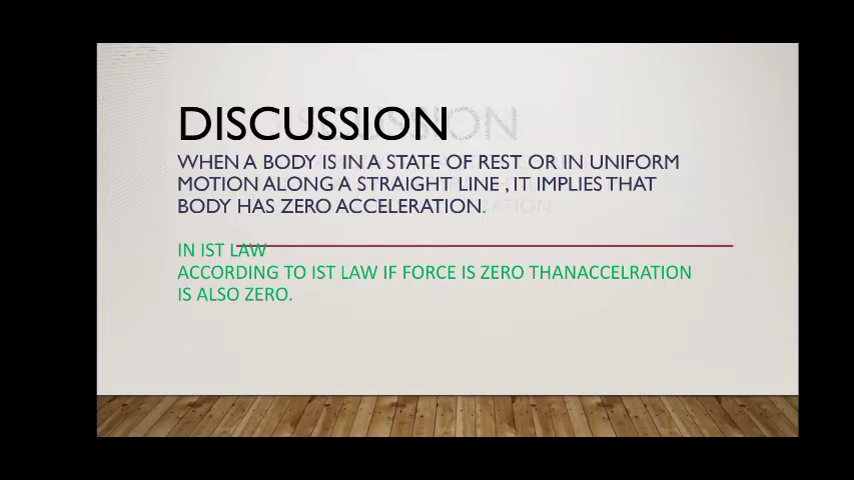 DISCUSSION
WHEN A BODY IS IN A STATE OF REST OR IN UNIFORM
MOTION ALONG A STRAIGHT LINE , IT IMPLIES THAT
BODY HAS ZERO ACCELERATION.
IN IST LAW
ACCORDING TO IST LAW IF FORCE IS ZERO THANACCELRATION
IS ALSO ZERO.